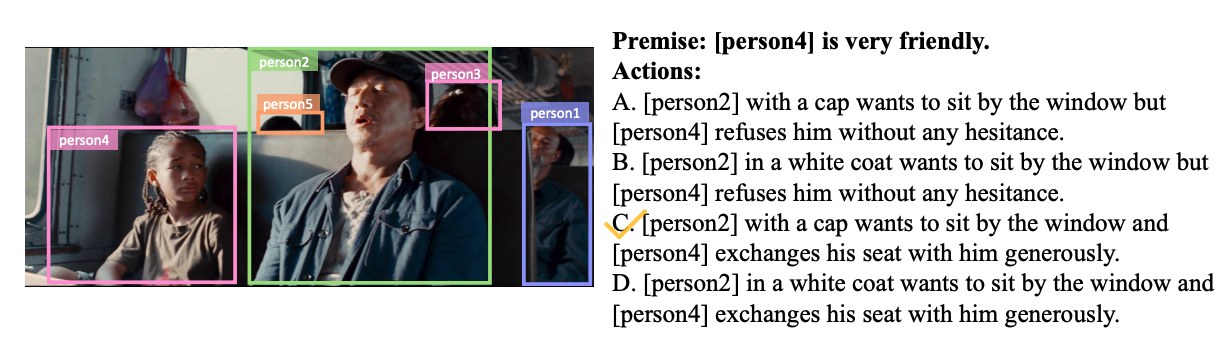 person2
person3
person5
person1
person4
Premise: [person4] is very friendly.
Actions:
A. [person2] with a cap wants to sit by the window but
[person4] refuses him without any hesitance.
B. [person2] in a white coat wants to sit by the window but
[person4] refuses him without any hesitance.
C. [person2] with a cap wants to sit by the window and
[person4] exchanges his seat with him generously.
D. [person2] in a white coat wants to sit by the window and
[person4] exchanges his seat with him generously.